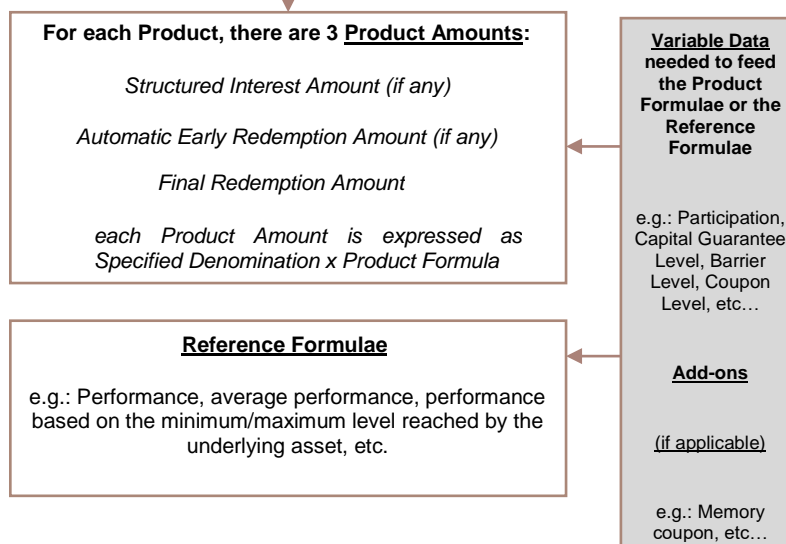 For each Product, there are 3 Product Amounts:
Structured Interest Amount (if any)
Automatic Early Redemption Amount (if any)
Final Redemption Amount
each Product Amount is expressed as
Specified Denomination x Product Formula
Reference Formulae
e.g.: Performance, average performance, performance
based on the minimum/maximum level reached by the
underlying asset, etc.
Variable Data
needed to feed
the Product
Formulae or the
Reference
Formulae
e.g.: Participation,
Capital Guarantee
Level, Barrier
Level, Coupon
Level, etc…
Add-ons
(if applicable)
e.g.: Memory
coupon, etc…